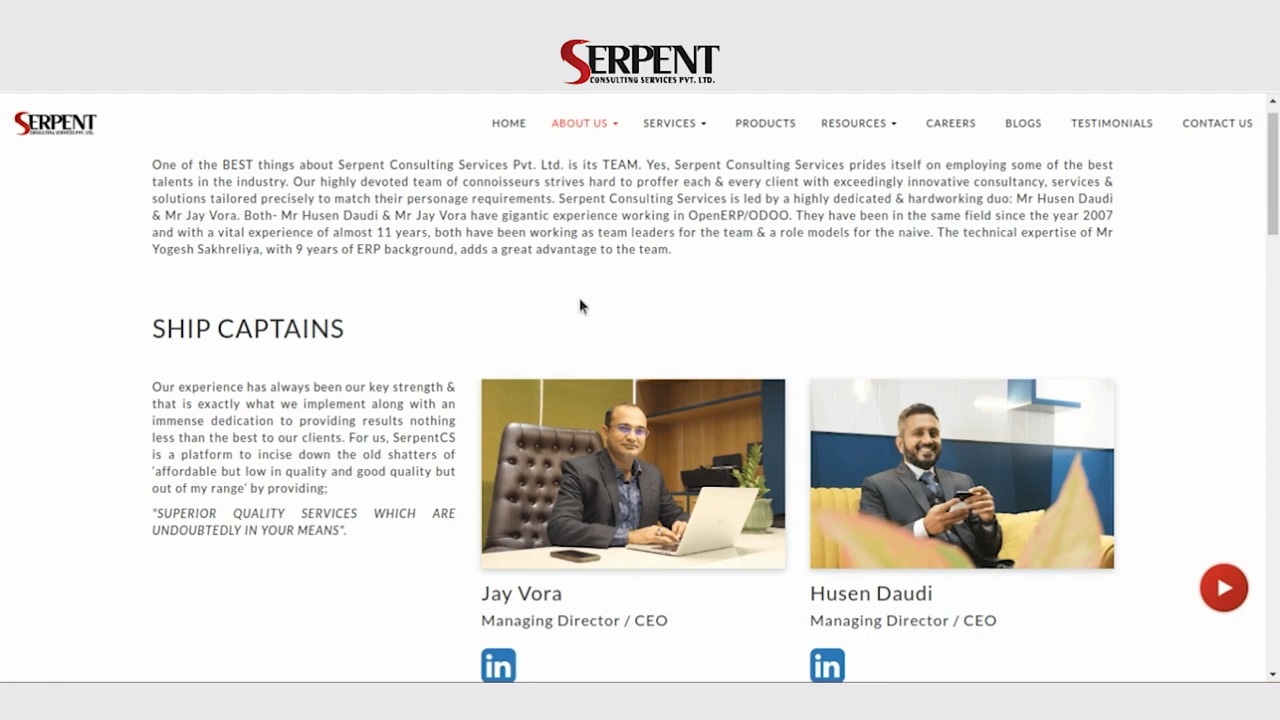 SERPENT
CONSULTING SERVICES PVT. LTD.
SERPENT
CONSULTING SERVICES PVT. LTD.
HOME ABOUT US SERVICES PRODUCTS RESOURCES CAREERS BLOGS TESTIMONIALS CONTACT US
One of the BEST things about Serpent Consulting Services Pvt. Ltd. is its TEAM. Yes, Serpent Consulting Services prides itself on employing some of the best
talents in the industry. Our highly devoted team of connoisseurs strives hard to proffer each & every client with exceedingly innovative consultancy, services &
solutions tailored precisely to match their personage requirements. Serpent Consulting Services is led by a highly dedicated & hardworking duo: Mr Husen Daudi
& Mr Jay Vora. Both- Mr Husen Daudi & Mr Jay Vora have gigantic experience working in OpenERP/ODOO. They have been in the same field since the year 2007
and with a vital experience of almost 11 years, both have been working as team leaders for the team & a role models for the naive. The technical expertise of Mr
Yogesh Sakhreliya, with 9 years of ERP background, adds a great advantage to the team.
SHIP CAPTAINS
Our experience has always been our key strength &
that is exactly what we implement along with an
immense dedication to providing results nothing
less than the best to our clients. For us, SerpentCS
is a platform to incise down the old shatters of
'affordable but low in quality and good quality but
out of my range' by providing;
"SUPERIOR QUALITY SERVICES WHICH ARE
UNDOUBTEDLY IN YOUR MEANS".
Jay Vora
Managing Director / CEO
in
Husen Daudi
Managing Director / CEO
in